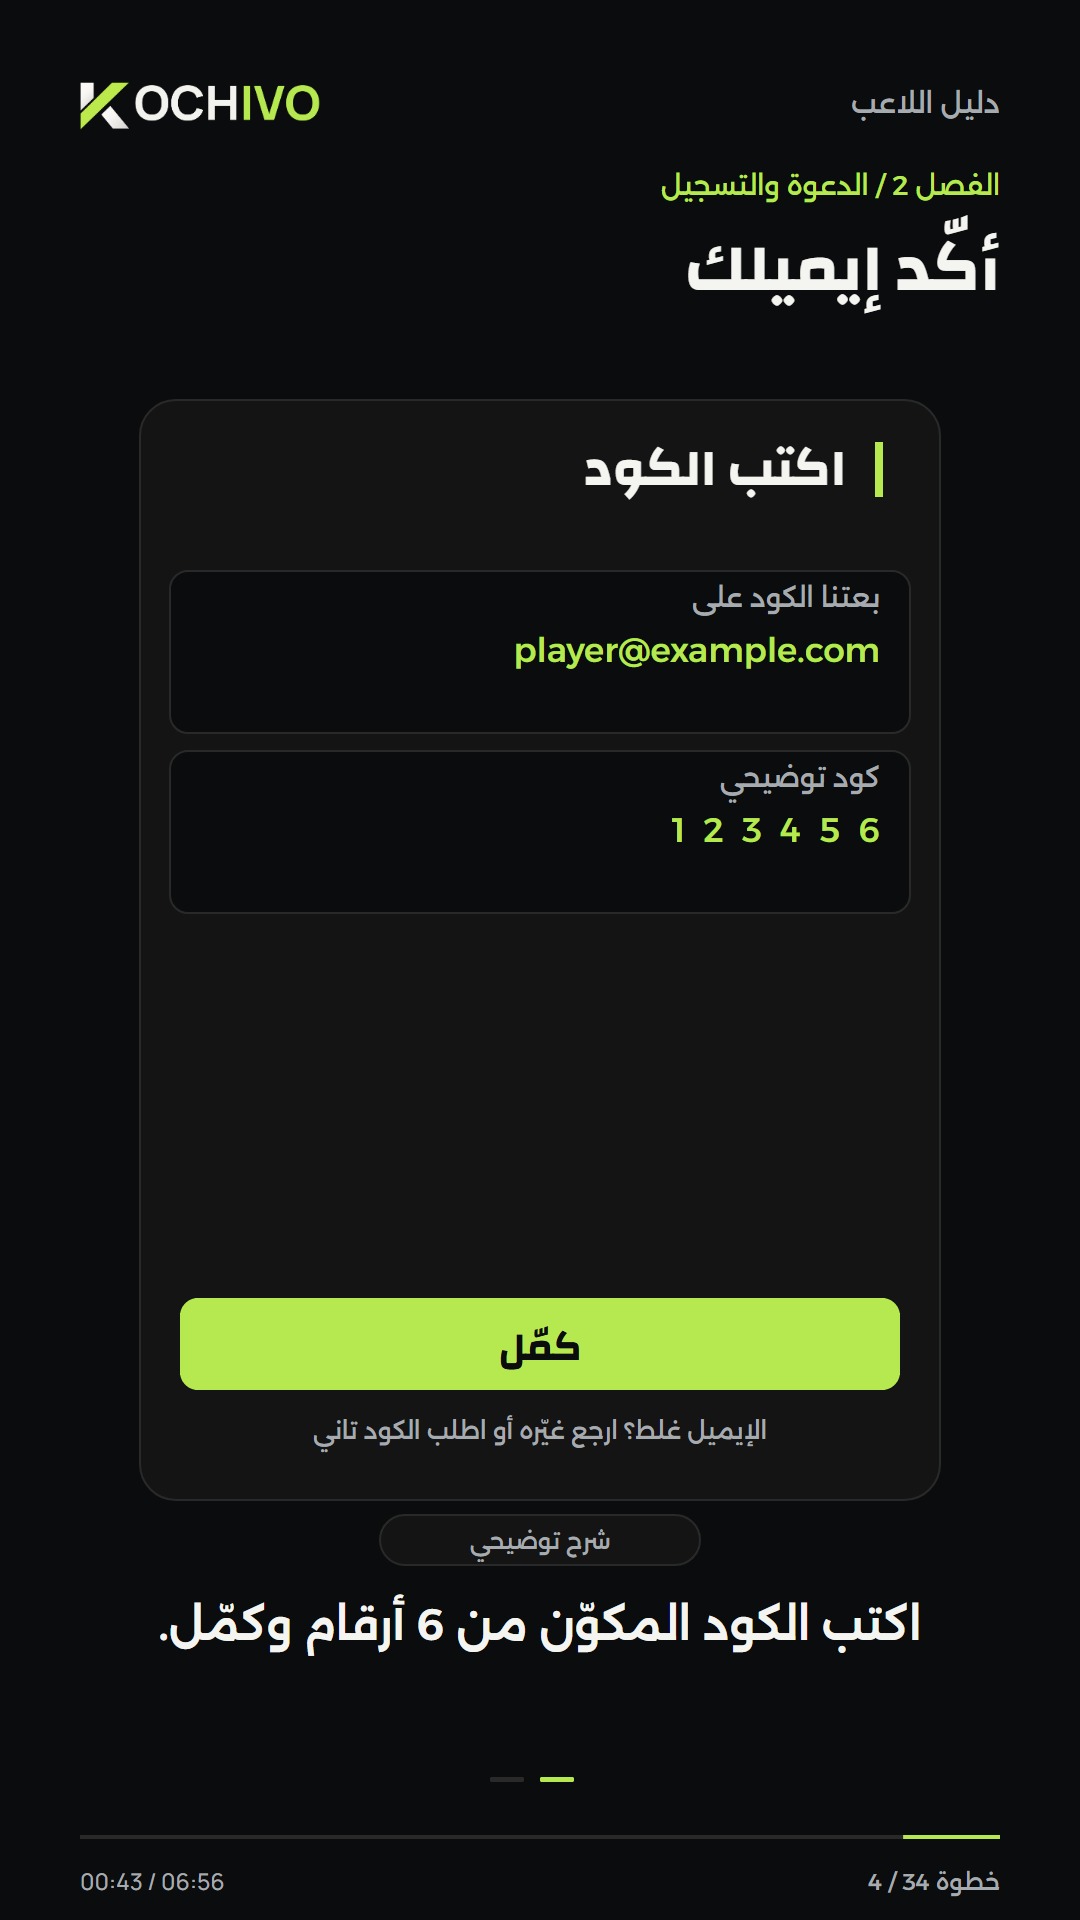 KOCHIVO
دليل اللاعب
الفصل 2 / الدعوة والتسجيل
أكّد إيميلك
اكتب الكود
بعتنا الكود على
player@example.com
كود توضيحي
1 2 3 4 5 6
كمّل
الإيميل غلط؟ ارجع غيّره أو اطلب الكود تاني
شرح توضيحي
اكتب الكود المكوّن من 6 أرقام وكمّل.
خطوة 4 / 34
00:43 / 06:56